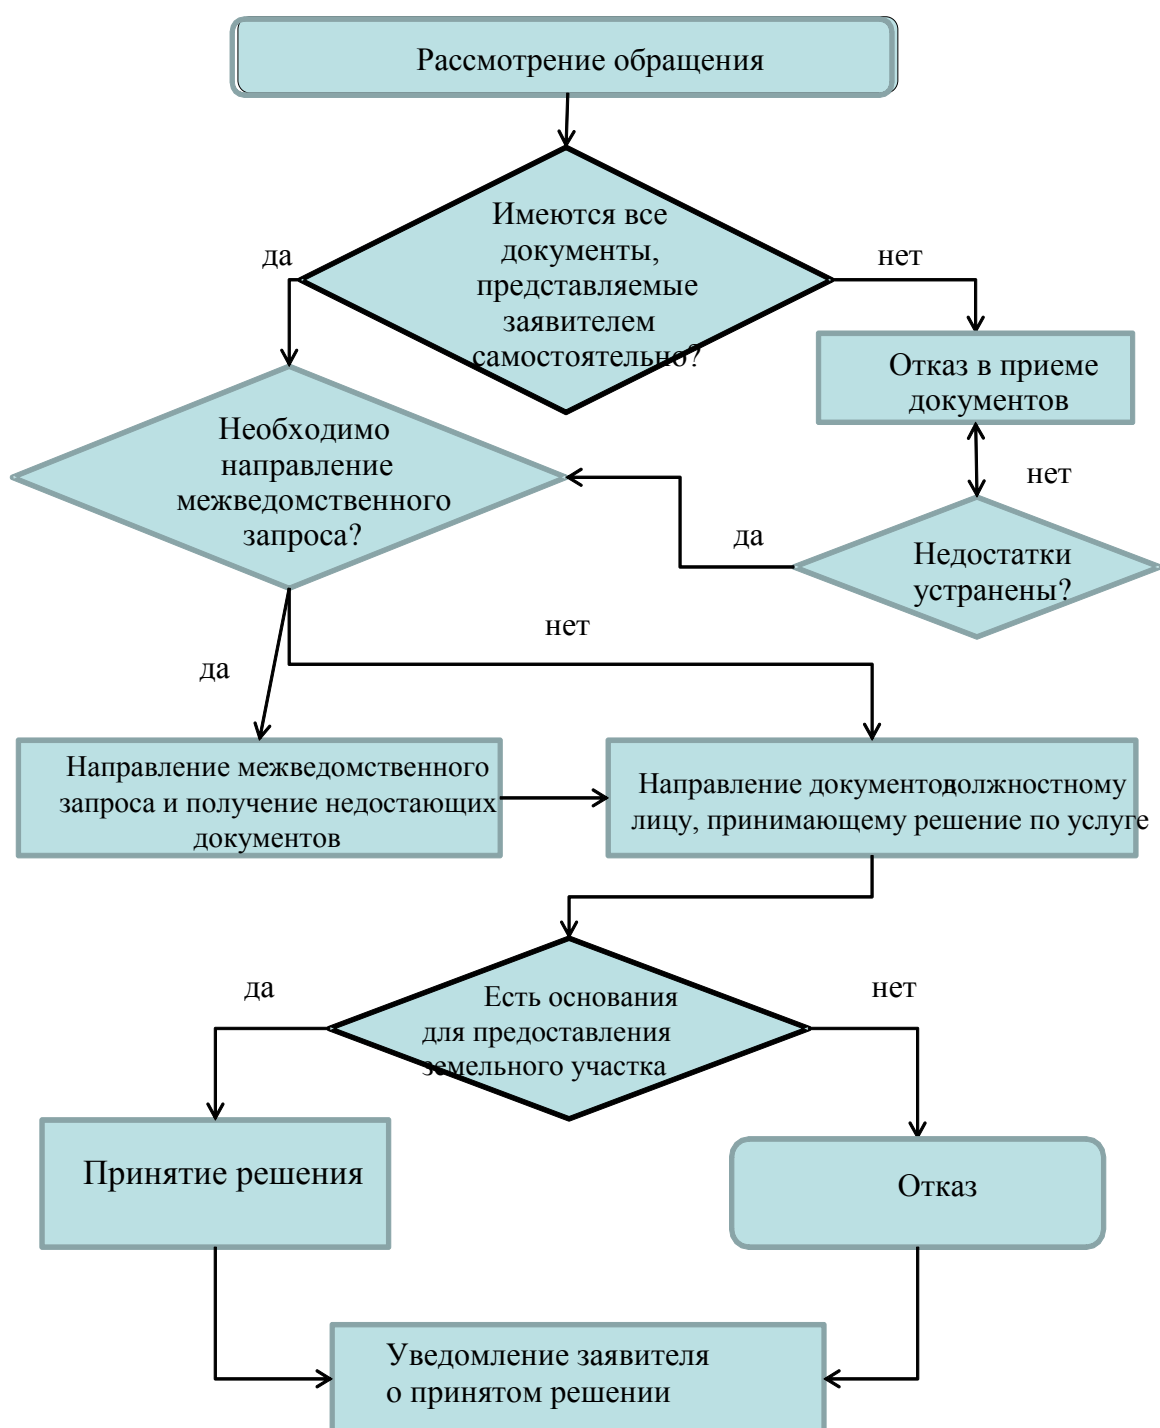 Рассмотрение обращения
Имеются все
документы,
представляемые
заявителем
самостоятельно?
да
нет
Отказ в приеме
документов
Необходимо
направление
межведомственного
запроса?
нет
да
Недостатки
устранены?
нет
да
Направление межведомственного
запроса и получение недостающих
документов
Направление документов должностному
лицу, принимающему решение по услуге
да
нет
Есть основания
для предоставления
земельного участка
Принятие решения
Отказ
Уведомление заявителя
о принятом решении